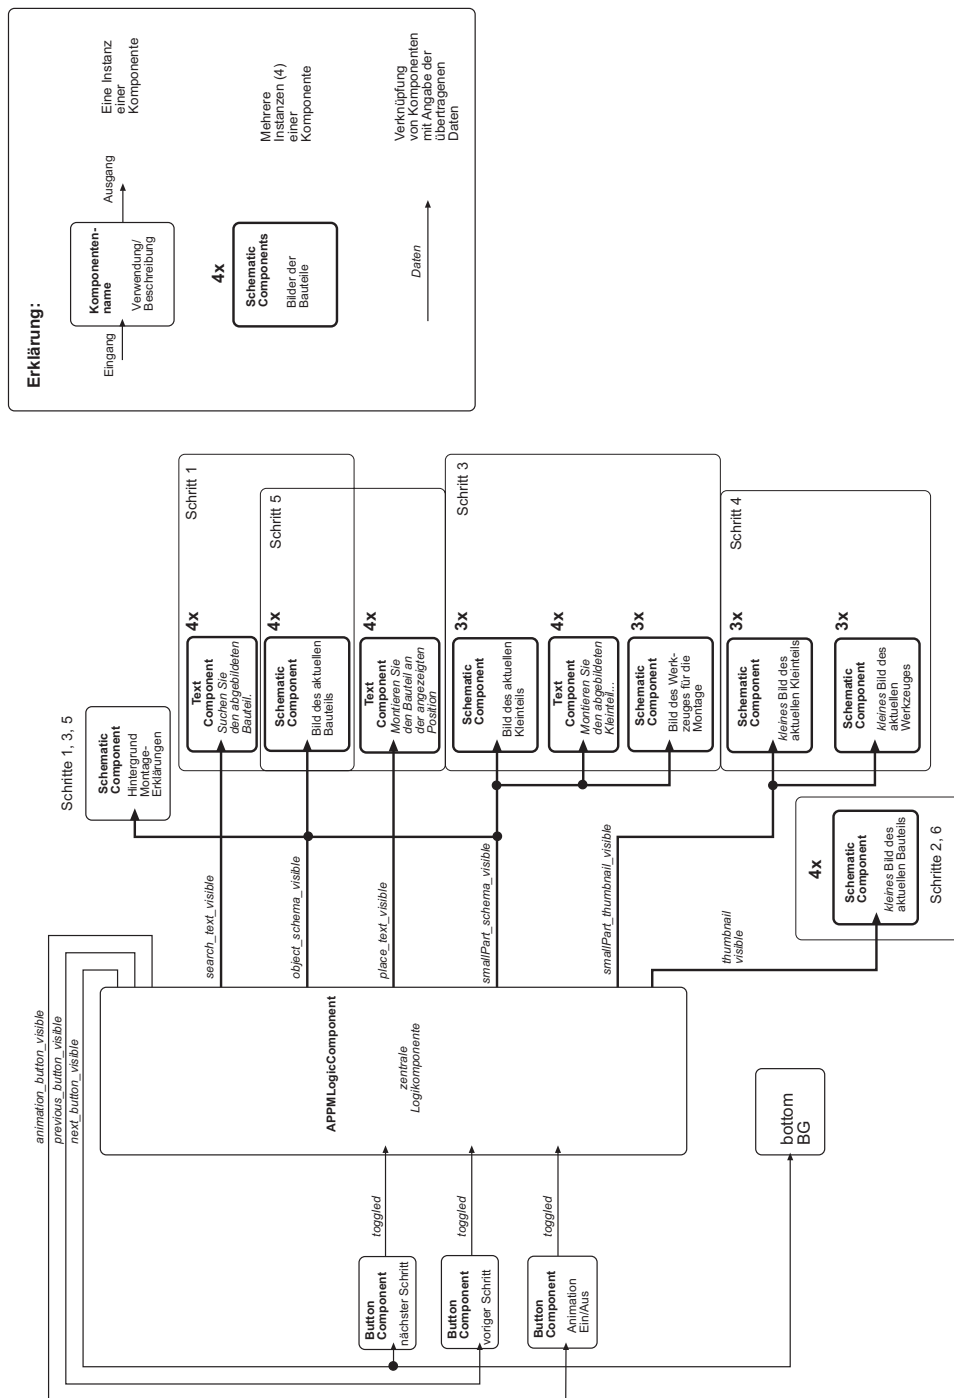 Erklärung:
Eingang
Komponenten-
name
Verwendung/
Beschreibung
Ausgang
Eine Instanz
einer
Komponente
4x
Schematic
Components
Bilder der
Bauteile
Mehrere
Instanzen (4)
einer
Komponente
Daten
Verknüpfung
von Komponenten
mit Angabe der
übertragenen
Daten
animation_button_visible
previous_button_visible
next_button_visible
Button
Component
nächster Schritt
toggled
Button
Component
voriger Schritt
toggled
Button
Component
Animation
Ein/Aus
toggled
APPMLogicComponent
zentrale
Logikomponente
bottom
BG
search_text_visible
object_schema_visible
place_text_visible
smallPart_schema_visible
smallPart_thumbnail_visible
thumbnail
visible
Schritte 1, 3, 5
Schematic
Component
Hintergrund
Montage-
Erklärungen
Schritt 1
4x
Text
Component
Suchen Sie
den abgebildeten
Bauteil.
Schritt 5
4x
Schematic
Component
Bild des aktuellen
Bauteils
4x
Text
Component
Montieren Sie
den Bauteil an
der angezeigten
Position
Schritt 3
3x
Schematic
Component
Bild des aktuellen
Kleinteils
4x
Text
Component
Montieren Sie
den abgebildeten
Kleinteil...
3x
Schematic
Component
Bild des Werk-
zeuges für die
Montage
Schritt 4
3x
Schematic
Component
kleines Bild des
aktuellen Kleinteils
3x
Schematic
Component
kleines Bild des
aktuellen
Werkzeuges
4x
Schematic
Component
kleines Bild des
aktuellen Bauteils
Schritte 2, 6